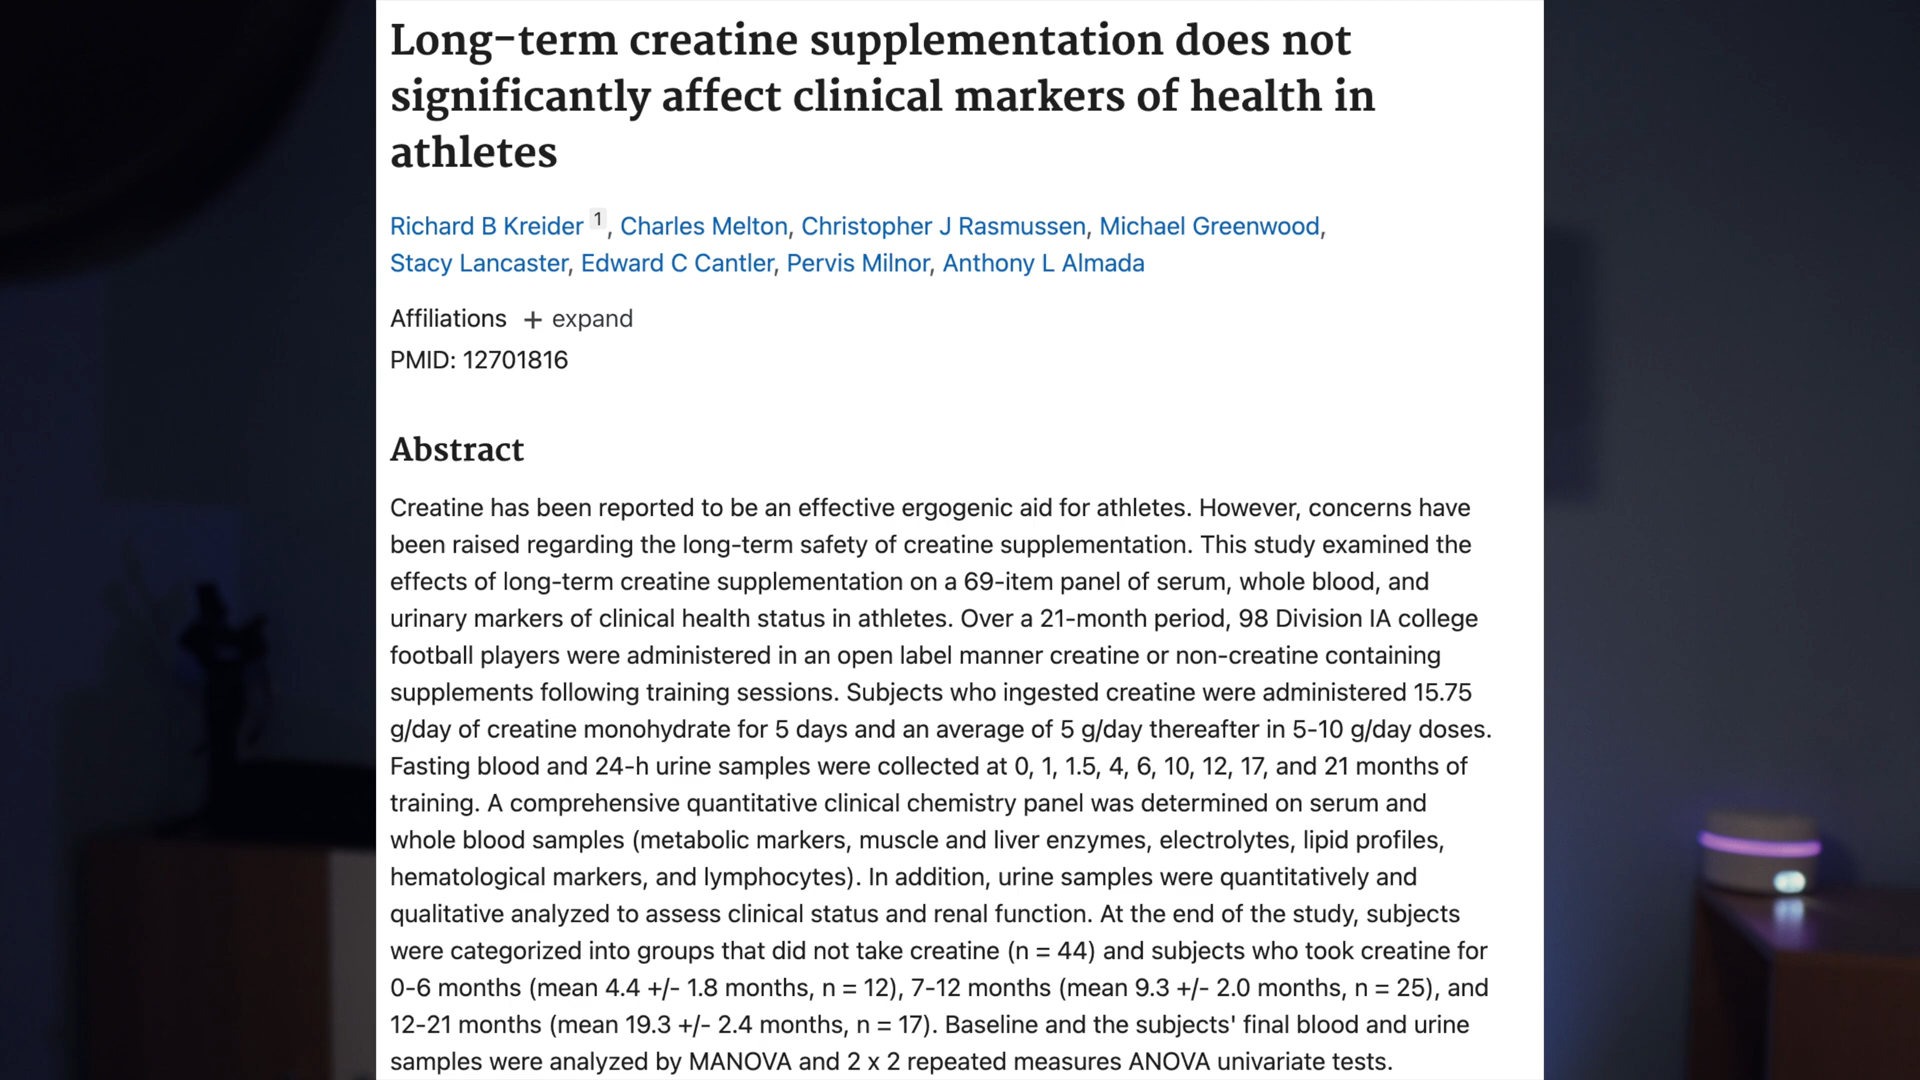 Long-term creatine supplementation does not
significantly affect clinical markers of health in
athletes
Richard B Kreider 1, Charles Melton, Christopher J Rasmussen, Michael Greenwood,
Stacy Lancaster, Edward C Cantler, Pervis Milnor, Anthony L Almada
Affiliations + expand
PMID: 12701816
Abstract
Creatine has been reported to be an effective ergogenic aid for athletes. However, concerns have
been raised regarding the long-term safety of creatine supplementation. This study examined the
effects of long-term creatine supplementation on a 69-item panel of serum, whole blood, and
urinary markers of clinical health status in athletes. Over a 21-month period, 98 Division IA college
football players were administered in an open label manner creatine or non-creatine containing
supplements following training sessions. Subjects who ingested creatine were administered 15.75
g/day of creatine monohydrate for 5 days and an average of 5 g/day thereafter in 5-10 g/day doses.
Fasting blood and 24-h urine samples were collected at 0, 1, 1.5, 4, 6, 10, 12, 17, and 21 months of
training. A comprehensive quantitative clinical chemistry panel was determined on serum and
whole blood samples (metabolic markers, muscle and liver enzymes, electrolytes, lipid profiles,
hematological markers, and lymphocytes). In addition, urine samples were quantitatively and
qualitative analyzed to assess clinical status and renal function. At the end of the study, subjects
were categorized into groups that did not take creatine (n = 44) and subjects who took creatine for
0-6 months (mean 4.4 +/- 1.8 months, n = 12), 7-12 months (mean 9.3 +/- 2.0 months, n = 25), and
12-21 months (mean 19.3 +/- 2.4 months, n = 17). Baseline and the subjects' final blood and urine
samples were analyzed by MANOVA and 2 x 2 repeated measures ANOVA univariate tests.